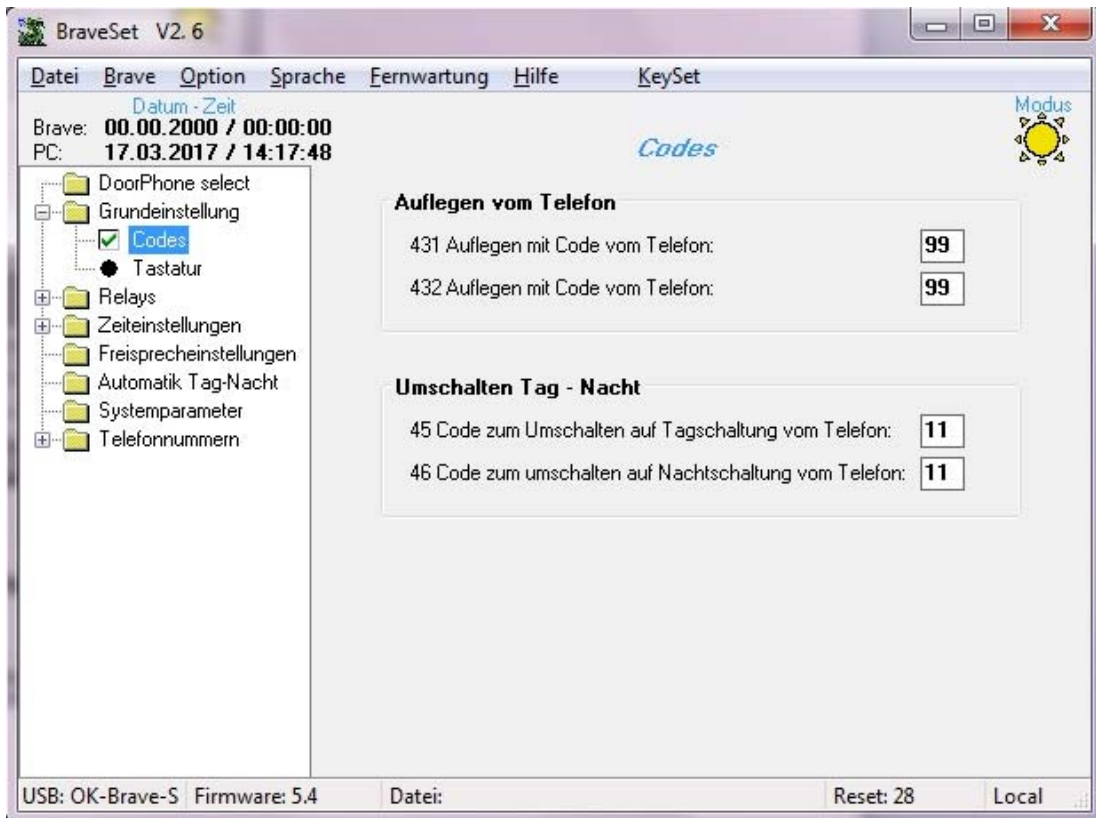 BraveSet V2. 6
Datei Brave Option Sprache Fernwartung Hilfe KeySet
Datum - Zeit
Brave: 00.00.2000 / 00:00:00
PC: 17.03.2017 / 14:17:48
Codes
Modus
DoorPhone select
Grundeinstellung
Codes
Tastatur
Relays
Zeiteinstellungen
Freisprecheinstellungen
Automatik Tag-Nacht
Systemparameter
Telefonnummern
Auflegen vom Telefon
431 Auflegen mit Code vom Telefon: 99
432 Auflegen mit Code vom Telefon: 99
Umschalten Tag - Nacht
45 Code zum Umschalten auf Tagschaltung vom Telefon: 11
46 Code zum umschalten auf Nachtschaltung vom Telefon: 11
USB: OK-Brave-S Firmware: 5.4 Datei: Reset: 28 Local